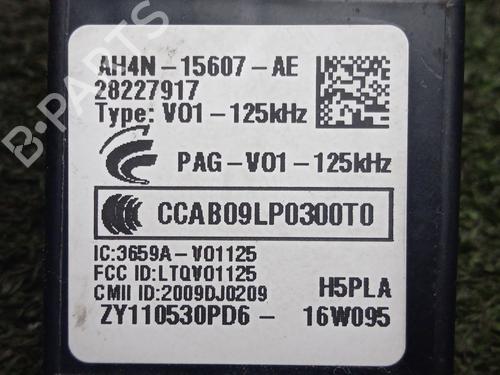 AH4N-15607-AE
28227917
Type: V01-125kHz
PAG-V01-125kHz
CCAB09LP0300T0
IC:3659A-V01125
FCC ID:LTQV01125
CMII ID:2009DJ0209 H5PLA
ZY110530PD6- 16W095
B-PARTS